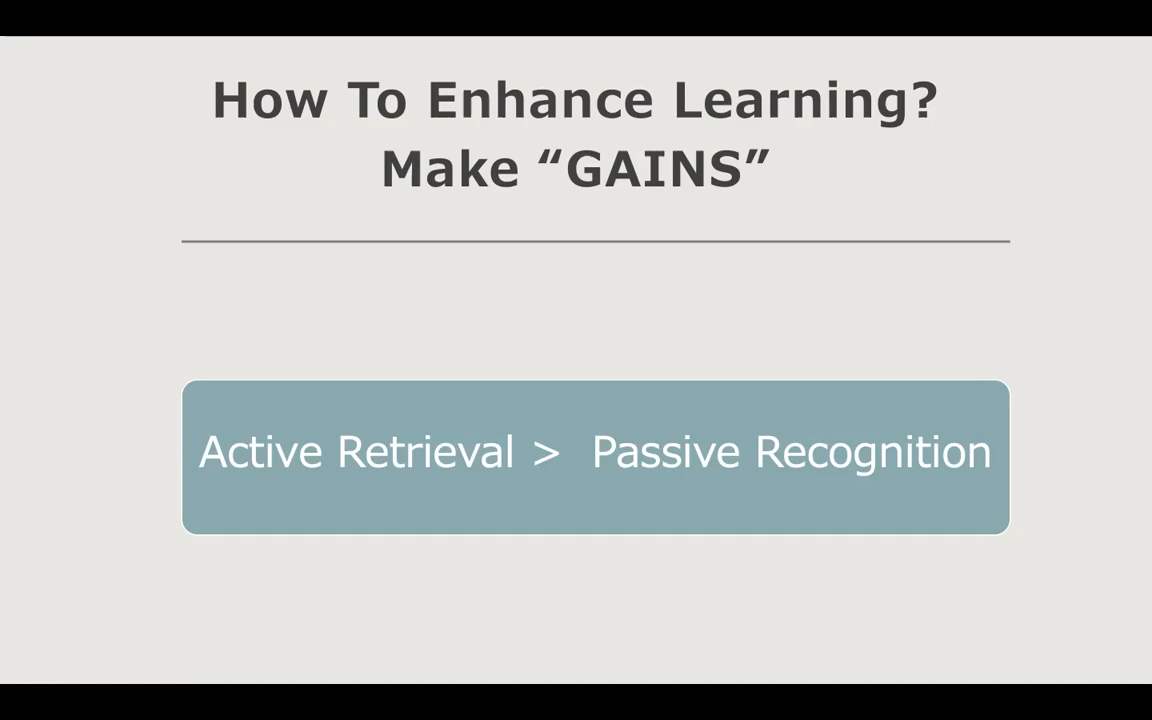 How To Enhance Learning?
Make “GAINS”
Active Retrieval > Passive Recognition